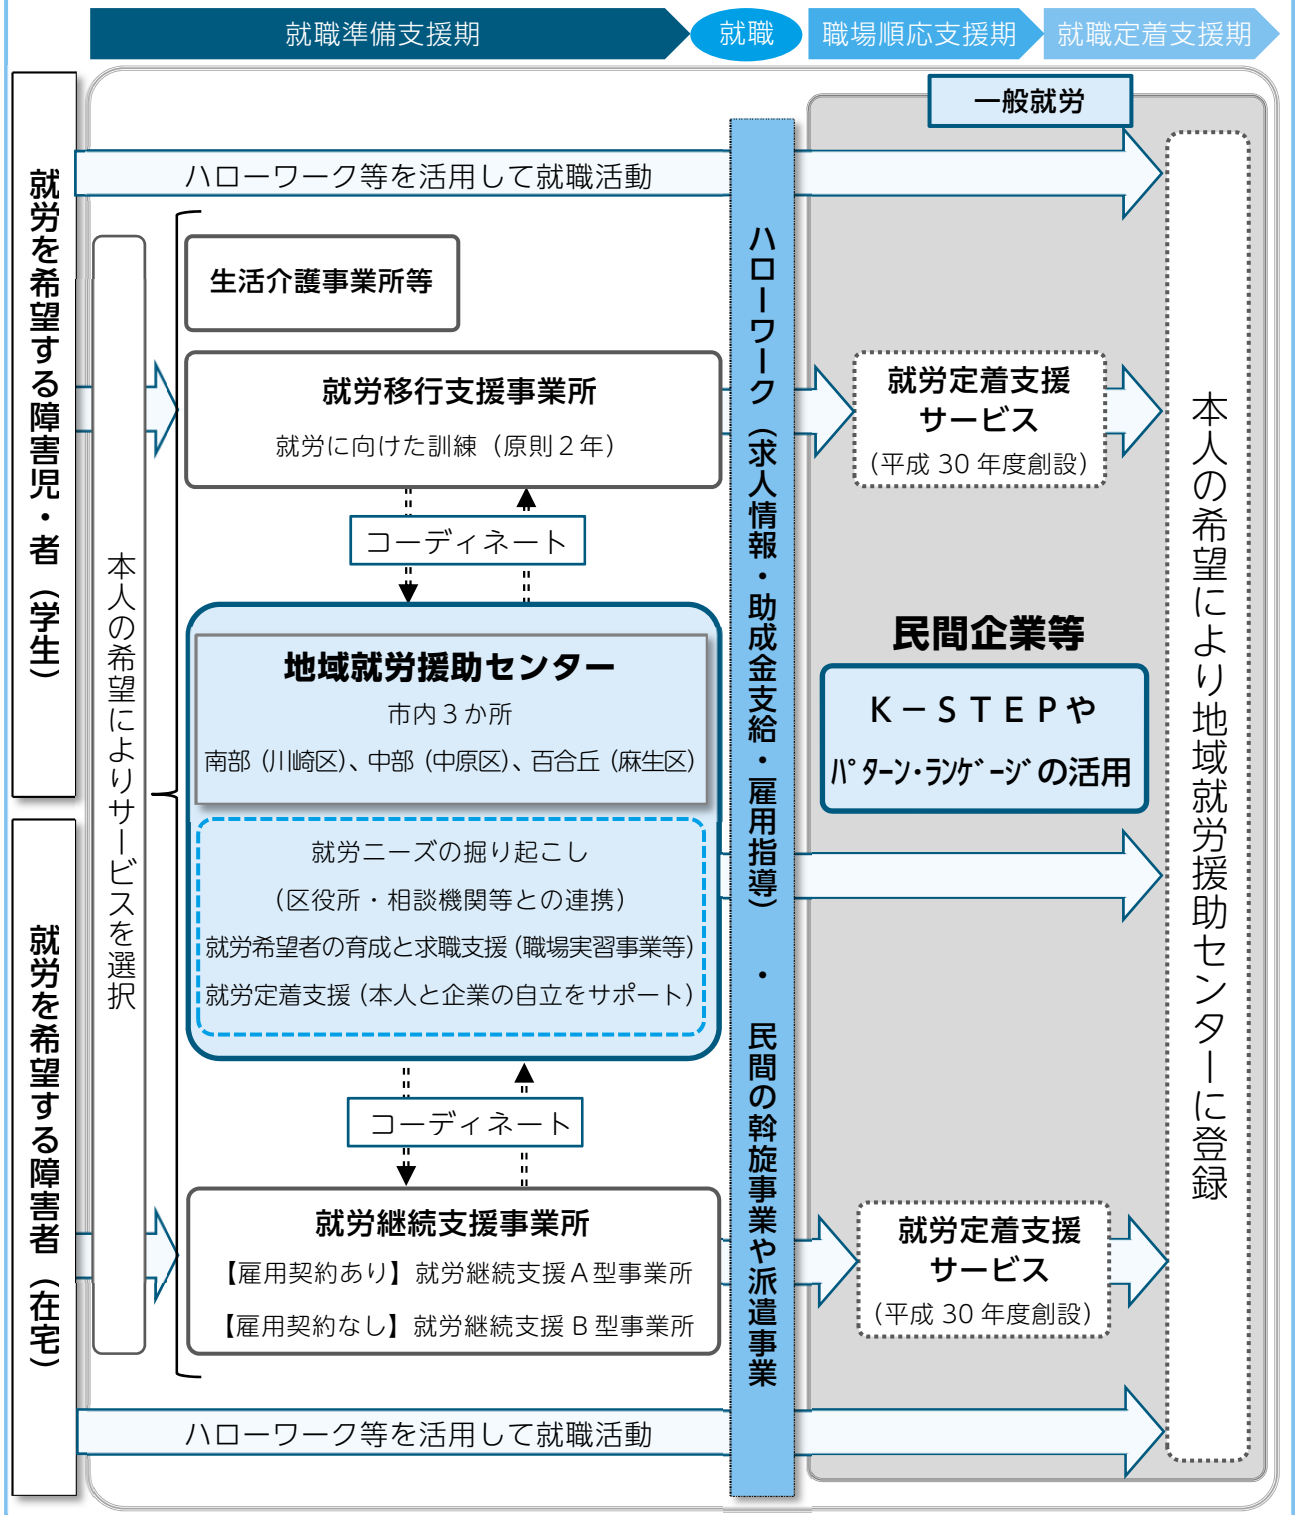 就職準備支援期
就職
職場順応支援期
就職定着支援期
一般就労
就労を希望する障害児・者（学生）
就労を希望する障害者（在宅）
ハローワーク等を活用して就職活動
本人の希望によりサービスを選択
生活介護事業所等
就労移行支援事業所
就労に向けた訓練（原則２年）
コーディネート
地域就労援助センター
市内３か所
南部（川崎区）、中部（中原区）、百合丘（麻生区）
就労ニーズの掘り起こし
（区役所・相談機関等との連携）
就労希望者の育成と求職支援（職場実習事業等）
就労定着支援（本人と企業の自立をサポート）
コーディネート
就労継続支援事業所
【雇用契約あり】就労継続支援Ａ型事業所
【雇用契約なし】就労継続支援Ｂ型事業所
ハローワーク等を活用して就職活動
ハローワーク（求人情報・助成金支給・雇用指導）　・　民間の斡旋事業や派遣事業
就労定着支援
サービス
（平成 30 年度創設）
民間企業等
Ｋ－ＳＴＥＰや
ﾊﾟﾀｰﾝ・ﾗﾝｹﾞｰｼﾞの活用
就労定着支援
サービス
（平成 30 年度創設）
本人の希望により地域就労援助センターに登録